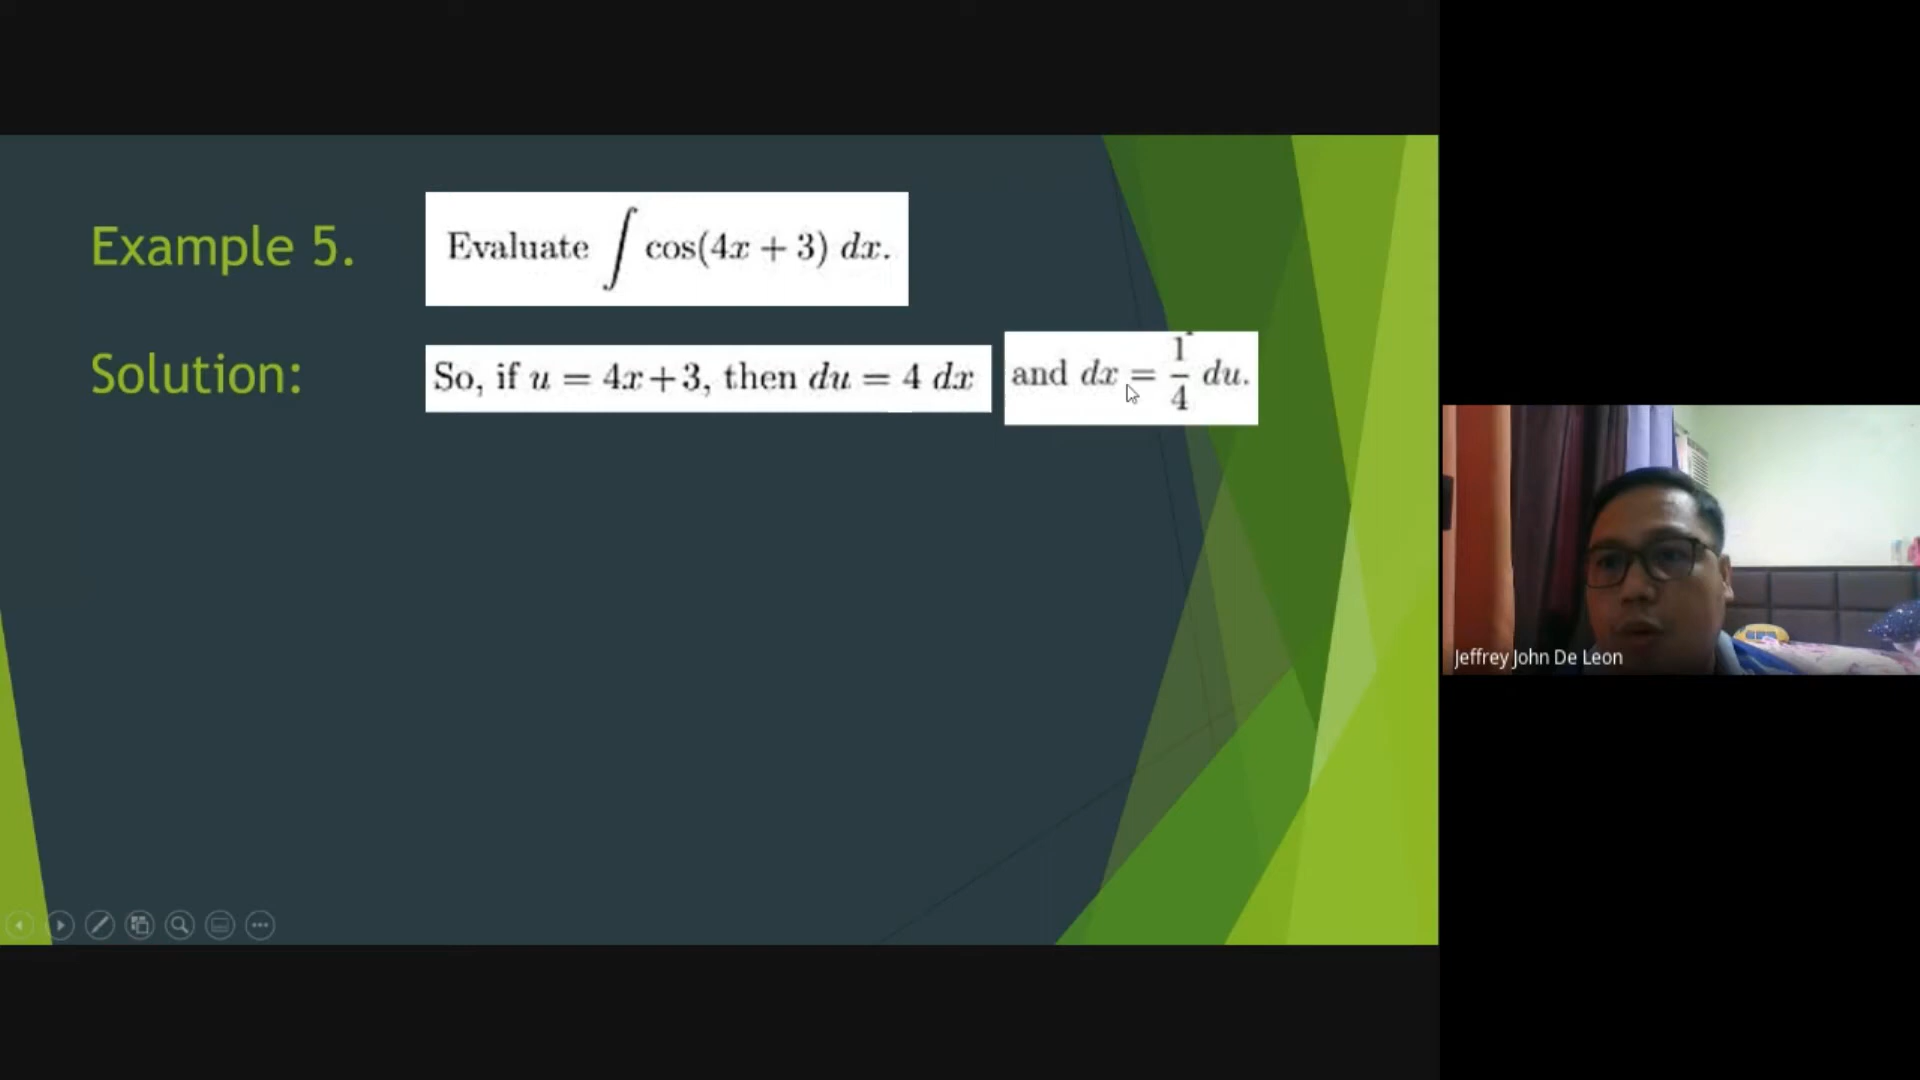 Example 5.
Evaluate ∫ cos(4x + 3) dx.
Solution:
So, if u = 4x+3, then du = 4 dx
and dx = 1/4 du.
Jeffrey John De Leon